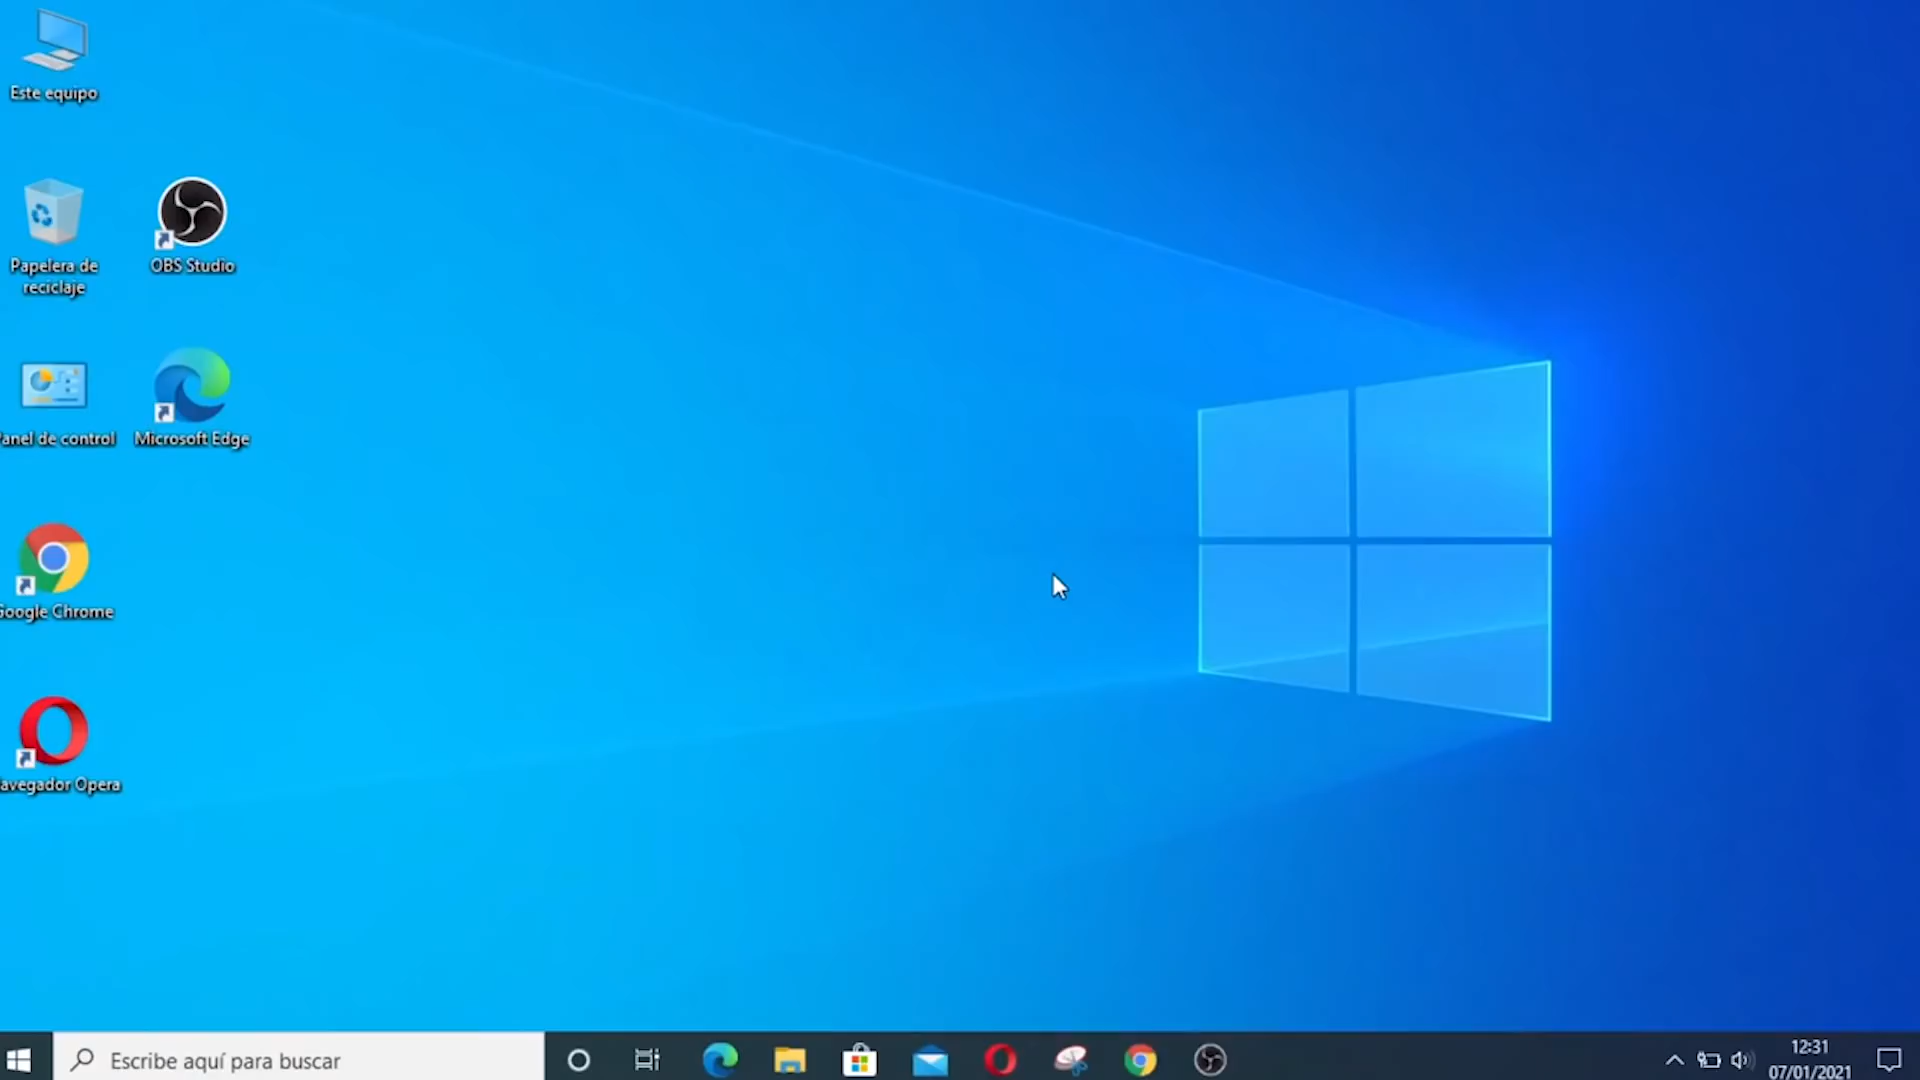 Este equipo
Papelera de
reciclaje
OBS Studio
anel de control
Microsoft Edge
Google Chrome
avegador Opera
Escribe aquí para buscar
12:31
07/01/2021